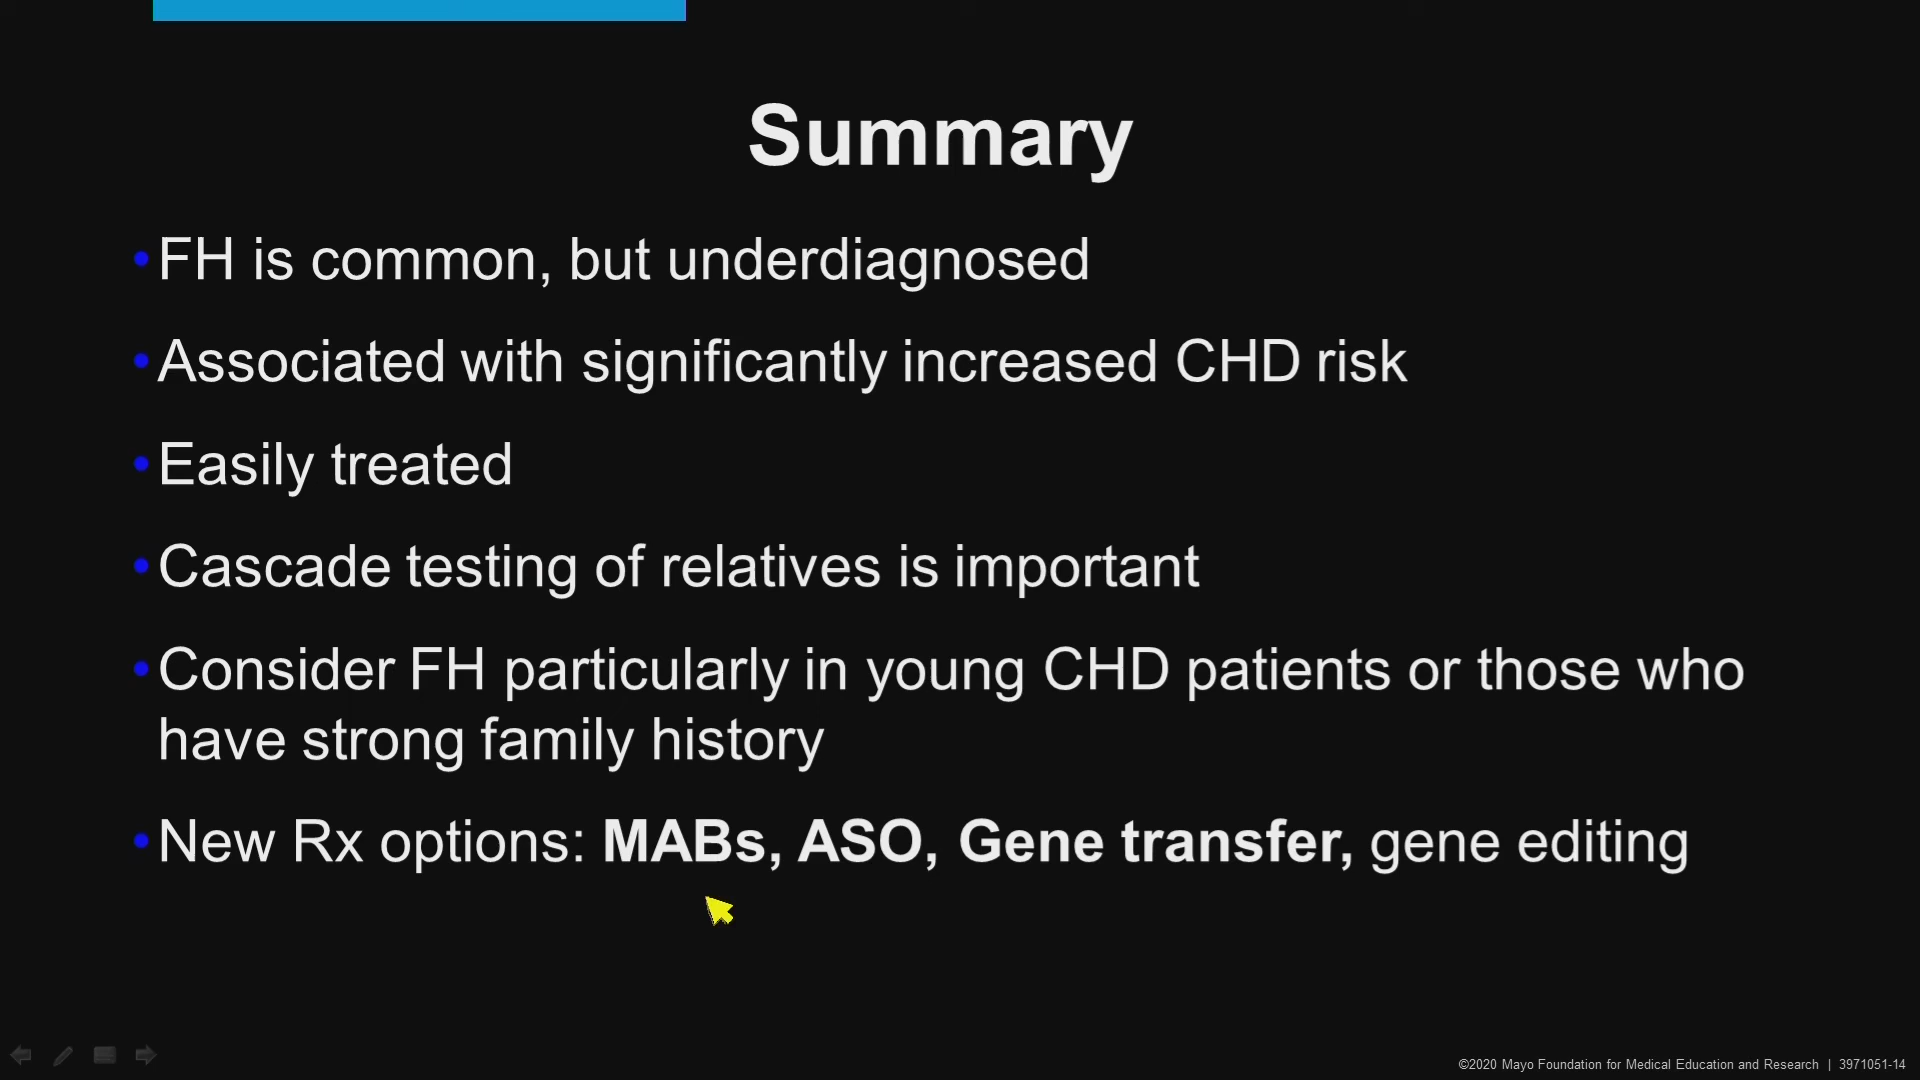 Summary
•FH is common, but underdiagnosed
•Associated with significantly increased CHD risk
•Easily treated
•Cascade testing of relatives is important
•Consider FH particularly in young CHD patients or those who
have strong family history
•New Rx options: MABs, ASO, Gene transfer, gene editing
©2020 Mayo Foundation for Medical Education and Research | 3971051-14